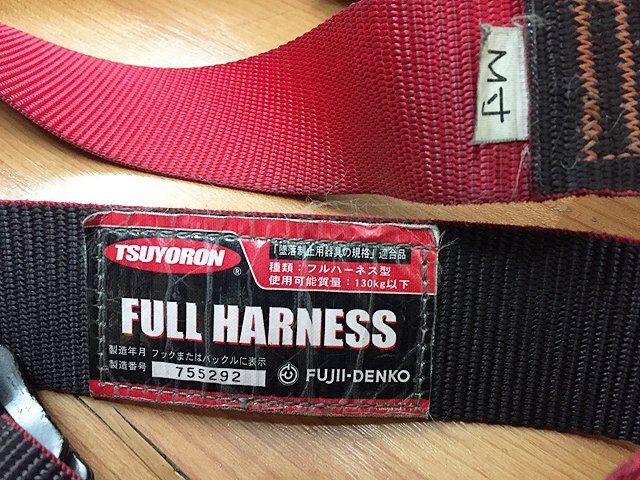 M寸
TSUYORON
®
「墜落制止用器具の規格」適合品
種類：フルハーネス型
使用可能質量：130kg以下
FULL HARNESS
製造年月 フックまたはバックルに表示
製造番号 755292
FUJII-DENKO